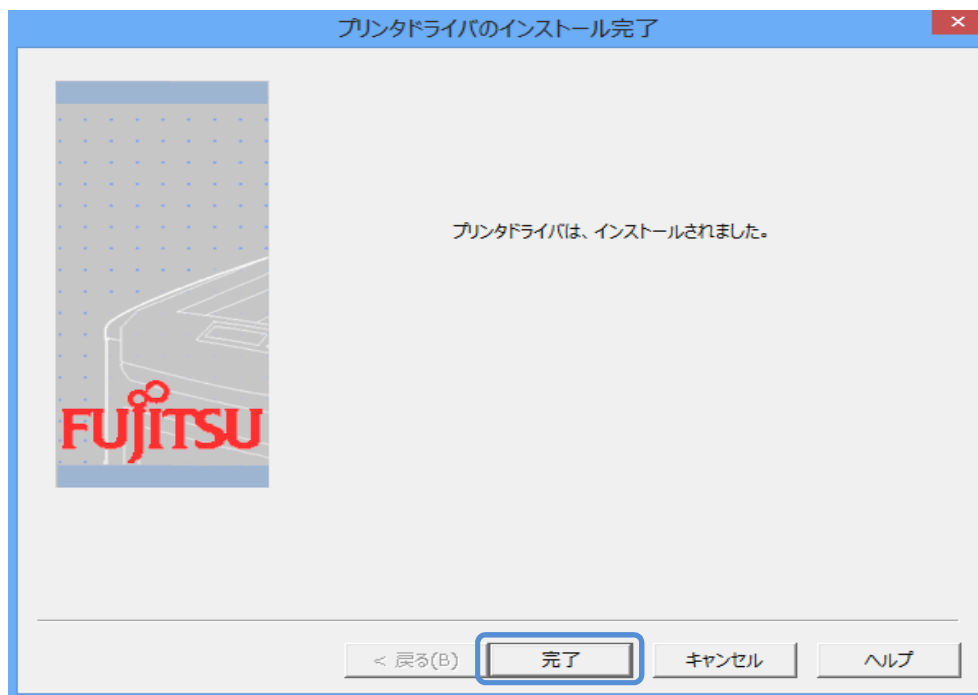 プリンタドライバのインストール完了
プリンタドライバは、インストールされました。
FUJITSU
< 戻る(B)
完了
キャンセル
ヘルプ